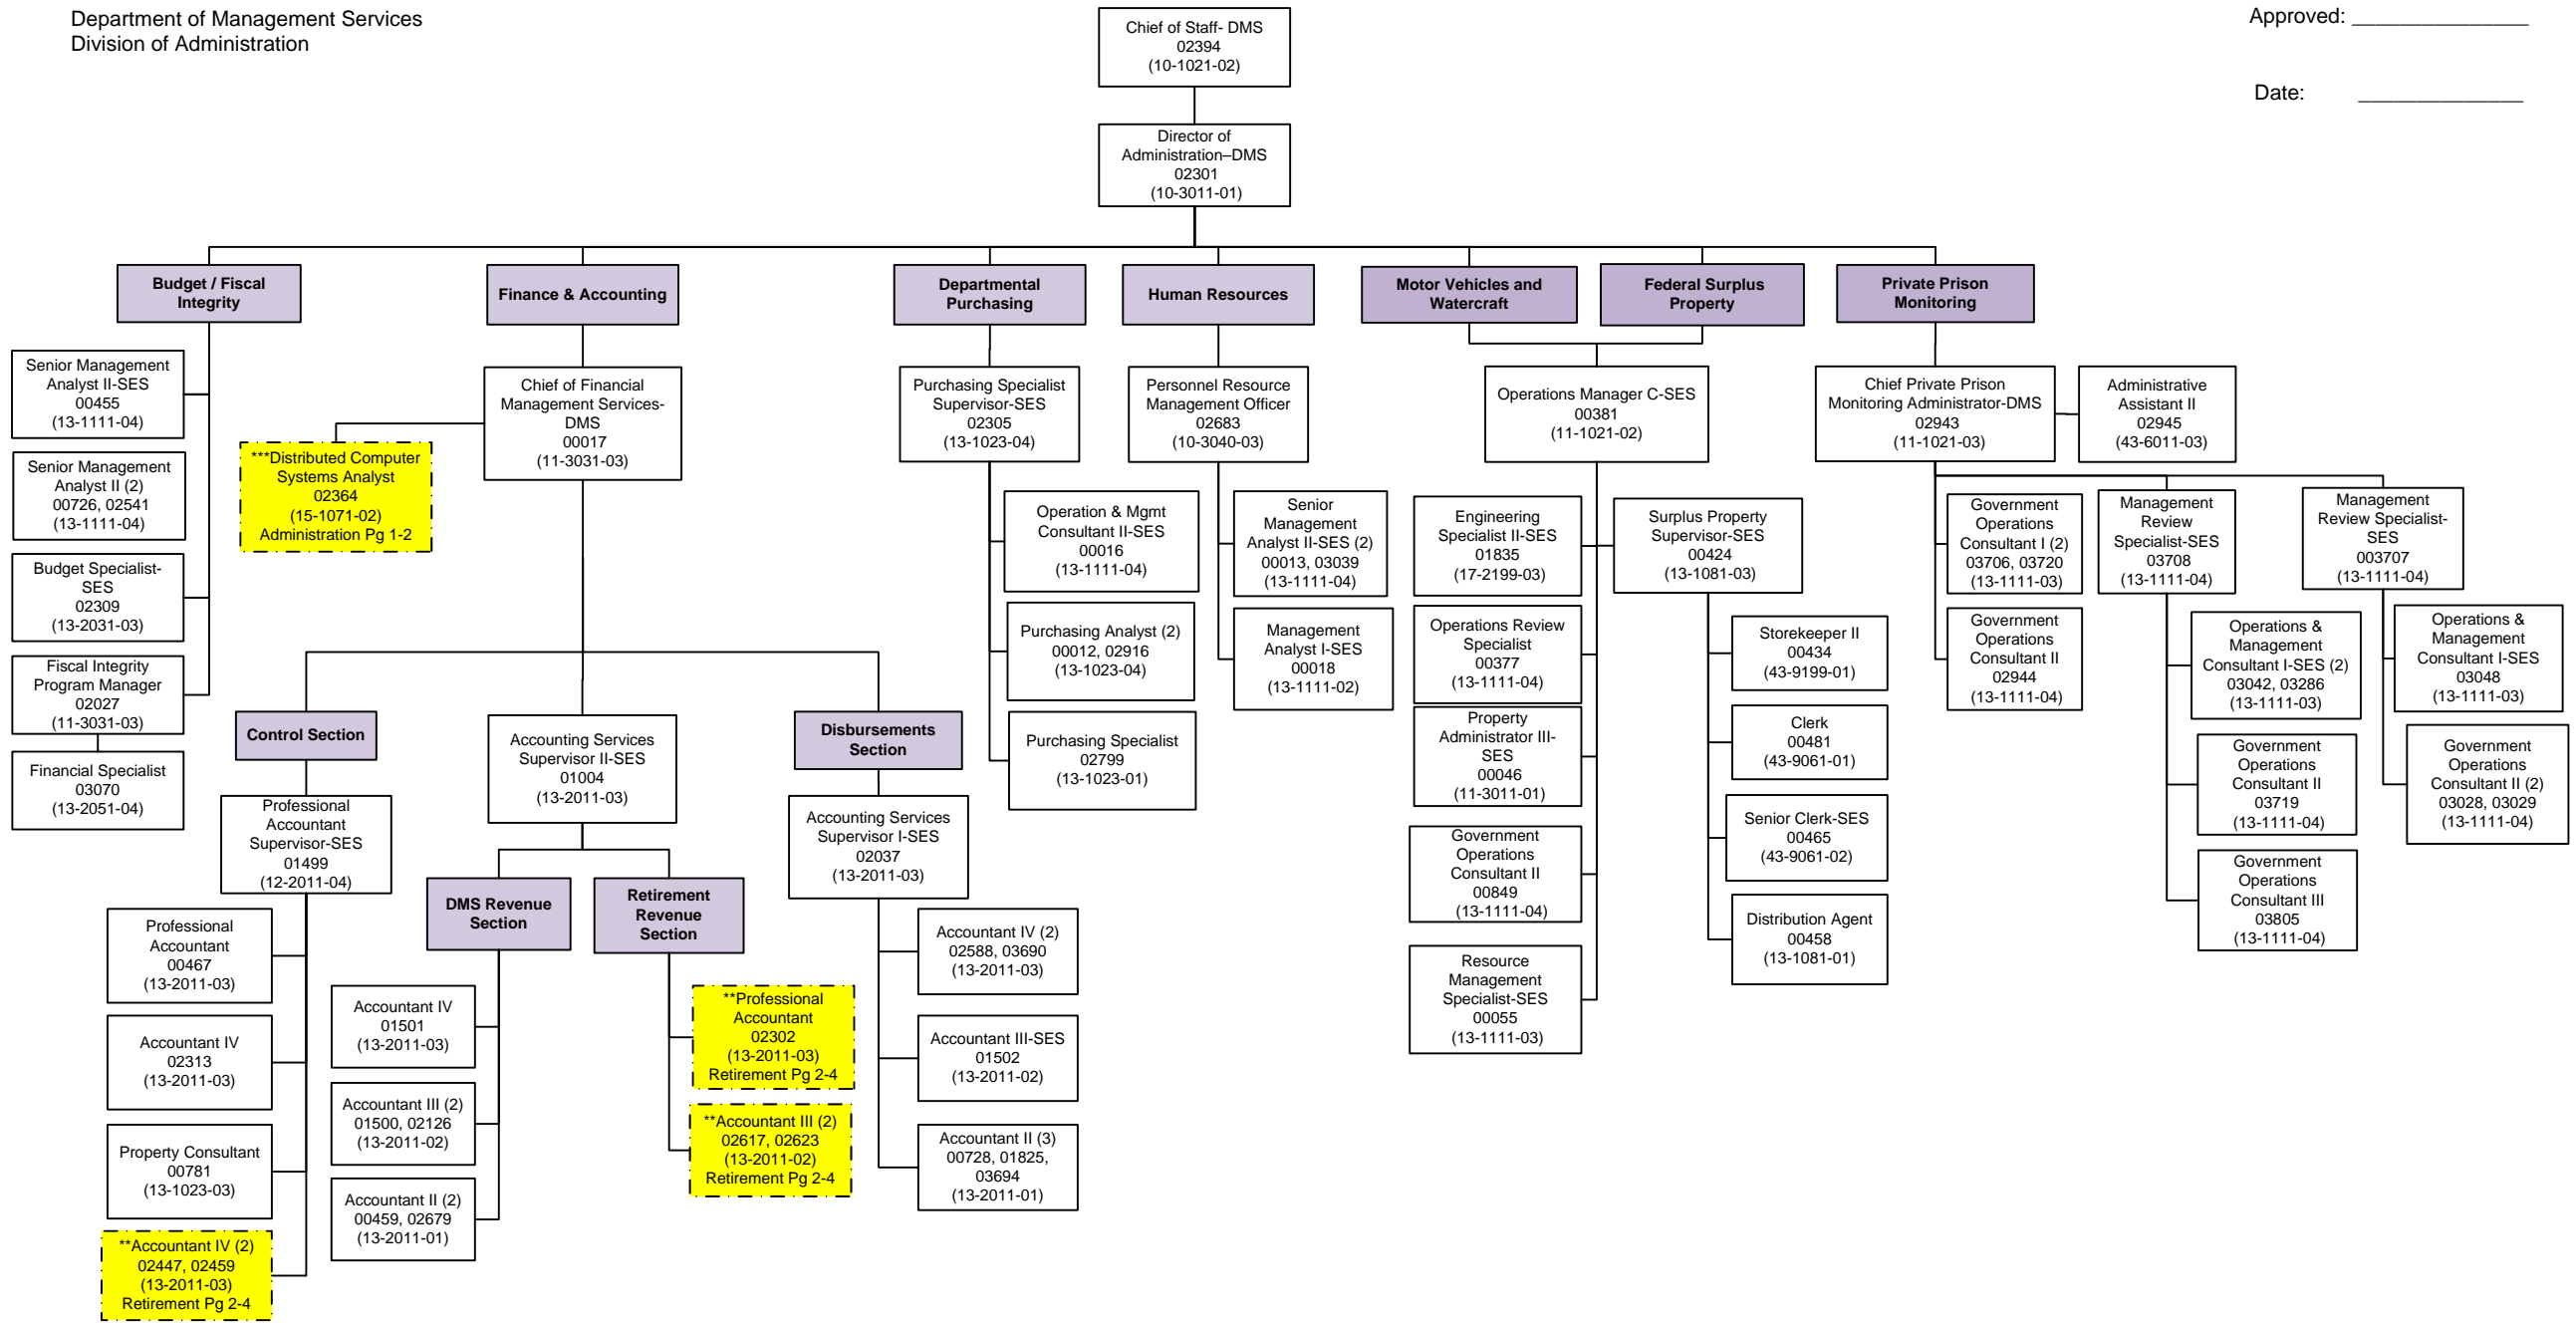 Department of Management Services
Division of Administration
Approved: _______________
Date: ______________
Chief of Staff- DMS
02394
(10-1021-02)
Director of
Administration–DMS
02301
(10-3011-01)
Budget / Fiscal
Integrity
Senior Management
Analyst II-SES
00455
(13-1111-04)
Senior Management
Analyst II (2)
00726, 02541
(13-1111-04)
Budget Specialist-
SES
02309
(13-2031-03)
Fiscal Integrity
Program Manager
02027
(11-3031-03)
Financial Specialist
03070
(13-2051-04)
Finance & Accounting
Chief of Financial
Management Services-
DMS
00017
(11-3031-03)
***Distributed Computer
Systems Analyst
02364
(15-1071-02)
Administration Pg 1-2
Control Section
Professional
Accountant
Supervisor-SES
01499
(12-2011-04)
Professional
Accountant
00467
(13-2011-03)
Accountant IV
02313
(13-2011-03)
Property Consultant
00781
(13-1023-03)
**Accountant IV (2)
02447, 02459
(13-2011-03)
Retirement Pg 2-4
Accounting Services
Supervisor II-SES
01004
(13-2011-03)
DMS Revenue
Section
Accountant IV
01501
(13-2011-03)
Accountant III (2)
01500, 02126
(13-2011-02)
Accountant II (2)
00459, 02679
(13-2011-01)
Retirement
Revenue
Section
**Professional
Accountant
02302
(13-2011-03)
Retirement Pg 2-4
**Accountant III (2)
02617, 02623
(13-2011-02)
Retirement Pg 2-4
Disbursements
Section
Accounting Services
Supervisor I-SES
02037
(13-2011-03)
Accountant IV (2)
02588, 03690
(13-2011-03)
Accountant III-SES
01502
(13-2011-02)
Accountant II (3)
00728, 01825,
03694
(13-2011-01)
Departmental
Purchasing
Purchasing Specialist
Supervisor-SES
02305
(13-1023-04)
Operation & Mgmt
Consultant II-SES
00016
(13-1111-04)
Purchasing Analyst (2)
00012, 02916
(13-1023-04)
Purchasing Specialist
02799
(13-1023-01)
Human Resources
Personnel Resource
Management Officer
02683
(10-3040-03)
Senior
Management
Analyst II-SES (2)
00013, 03039
(13-1111-04)
Management
Analyst I-SES
00018
(13-1111-02)
Motor Vehicles and
Watercraft
Federal Surplus
Property
Operations Manager C-SES
00381
(11-1021-02)
Engineering
Specialist II-SES
01835
(17-2199-03)
Operations Review
Specialist
00377
(13-1111-04)
Property
Administrator III-
SES
00046
(11-3011-01)
Government
Operations
Consultant II
00849
(13-1111-04)
Resource
Management
Specialist-SES
00055
(13-1111-03)
Surplus Property
Supervisor-SES
00424
(13-1081-03)
Storekeeper II
00434
(43-9199-01)
Clerk
00481
(43-9061-01)
Senior Clerk-SES
00465
(43-9061-02)
Distribution Agent
00458
(13-1081-01)
Private Prison
Monitoring
Chief Private Prison
Monitoring Administrator-DMS
02943
(11-1021-03)
Administrative
Assistant II
02945
(43-6011-03)
Government
Operations
Consultant I (2)
03706, 03720
(13-1111-03)
Government
Operations
Consultant II
02944
(13-1111-04)
Management
Review
Specialist-SES
03708
(13-1111-04)
Operations &
Management
Consultant I-SES (2)
03042, 03286
(13-1111-03)
Government
Operations
Consultant II
03719
(13-1111-04)
Government
Operations
Consultant III
03805
(13-1111-04)
Management
Review Specialist-
SES
003707
(13-1111-04)
Operations &
Management
Consultant I-SES
03048
(13-1111-03)
Government
Operations
Consultant II (2)
03028, 03029
(13-1111-04)